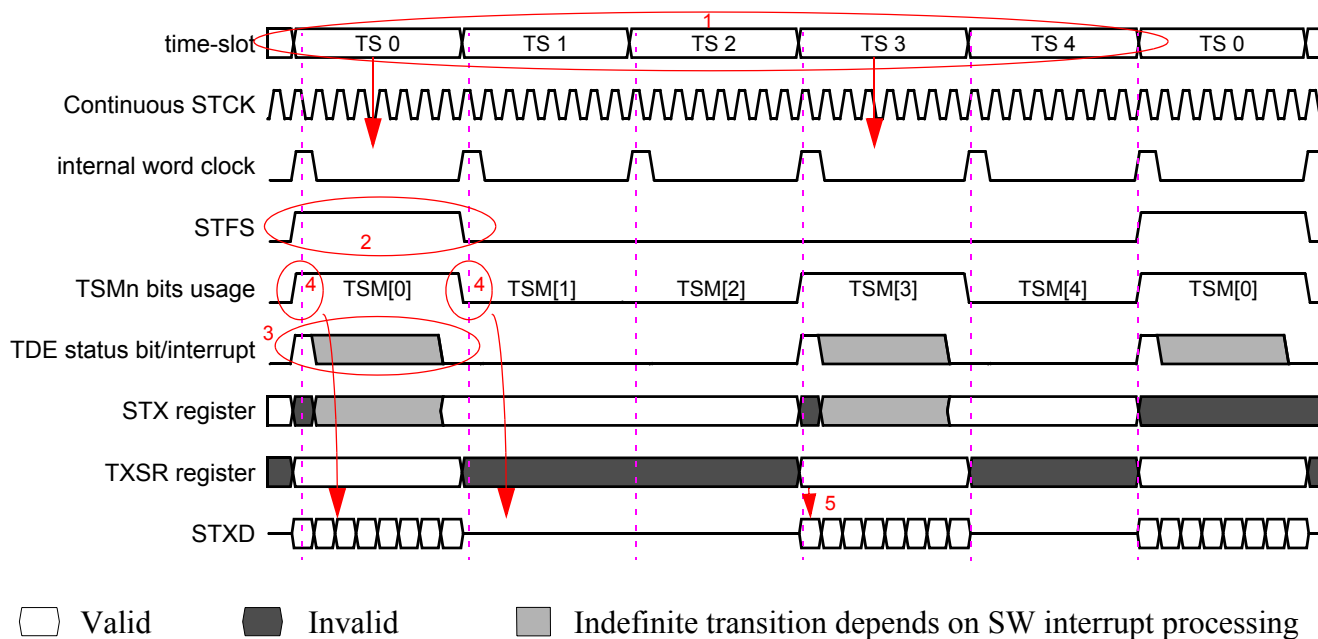 1
time-slot TS 0 TS 1 TS 2 TS 3 TS 4 TS 0
Continuous STCK
internal word clock
STFS
2
TSMn bits usage 4 TSM[0] 4 TSM[1] TSM[2] TSM[3] TSM[4] TSM[0]
3
TDE status bit/interrupt
STX register
TXSR register
5
STXD
Valid Invalid Indefinite transition depends on SW interrupt processing